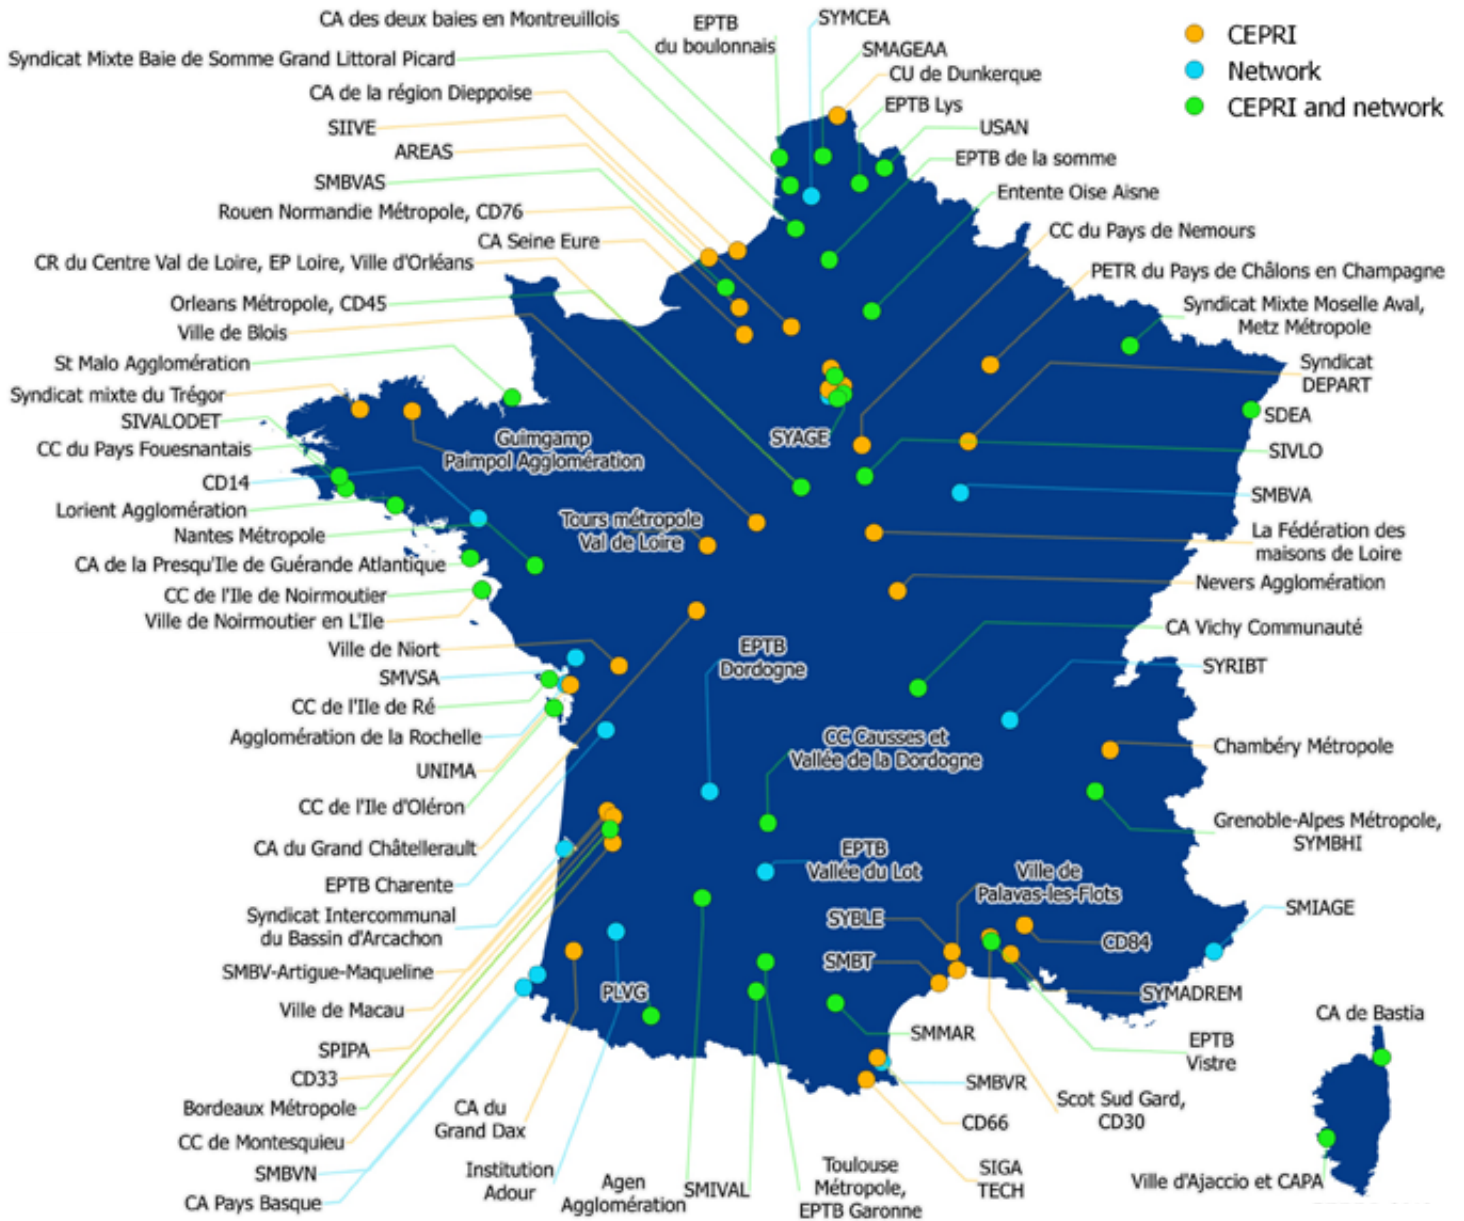 CA des deux baies en Montreuillois
EPTB
du boulonnais
SYMCEA
CEPRI
Network
CEPRI and network
Syndicat Mixte Baie de Somme Grand Littoral Picard
SMAGEAA
CU de Dunkerque
CA de la région Dieppoise
EPTB Lys
SIIVE
USAN
AREAS
EPTB de la somme
SMBVAS
Entente Oise Aisne
Rouen Normandie Métropole, CD76
CC du Pays de Nemours
CA Seine Eure
CR du Centre Val de Loire, EP Loire, Ville d'Orléans
PETR du Pays de Châlons en Champagne
Orleans Métropole, CD45
Syndicat Mixte Moselle Aval,
Metz Métropole
Ville de Blois
St Malo Agglomération
Syndicat
DEPART
Syndicat mixte du Trégor
SIVALODET
SDEA
Guimgamp
Paimpol Agglomération
SYAGE
CC du Pays Fouesnantais
SIVLO
CD14
SMBVA
Lorient Agglomération
Tours métropole
Val de Loire
Nantes Métropole
La Fédération des
maisons de Loire
CA de la Presqu'Ile de Guérande Atlantique
Nevers Agglomération
CC de l'Ile de Noirmoutier
Ville de Noirmoutier en L'Ile
CA Vichy Communauté
Ville de Niort
EPTB
Dordogne
SYRIBT
SMVSA
CC de l'Ile de Ré
Agglomération de la Rochelle
CC Causses et
Vallée de la Dordogne
Chambéry Métropole
UNIMA
CC de l'Ile d'Oléron
Grenoble-Alpes Métropole,
SYMBHI
CA du Grand Châtellerault
EPTB
Vallée du Lot
EPTB Charente
Ville de
Palavas-les-Flots
Syndicat Intercommunal
du Bassin d'Arcachon
SYBLE
SMIAGE
CD84
SMBV-Artigue-Maqueline
SMBT
PLVG
SYMADREM
Ville de Macau
CA de Bastia
SMMAR
EPTB
Vistre
SPIPA
CD33
SMBVR
Bordeaux Métropole
CA du
Grand Dax
Scot Sud Gard,
CD30
CD66
CC de Montesquieu
SMBVN
Institution
Adour
Agen
Agglomération
SMIVAL
Toulouse
Métropole,
EPTB Garonne
SIGA
TECH
Ville d'Ajaccio et CAPA
CA Pays Basque